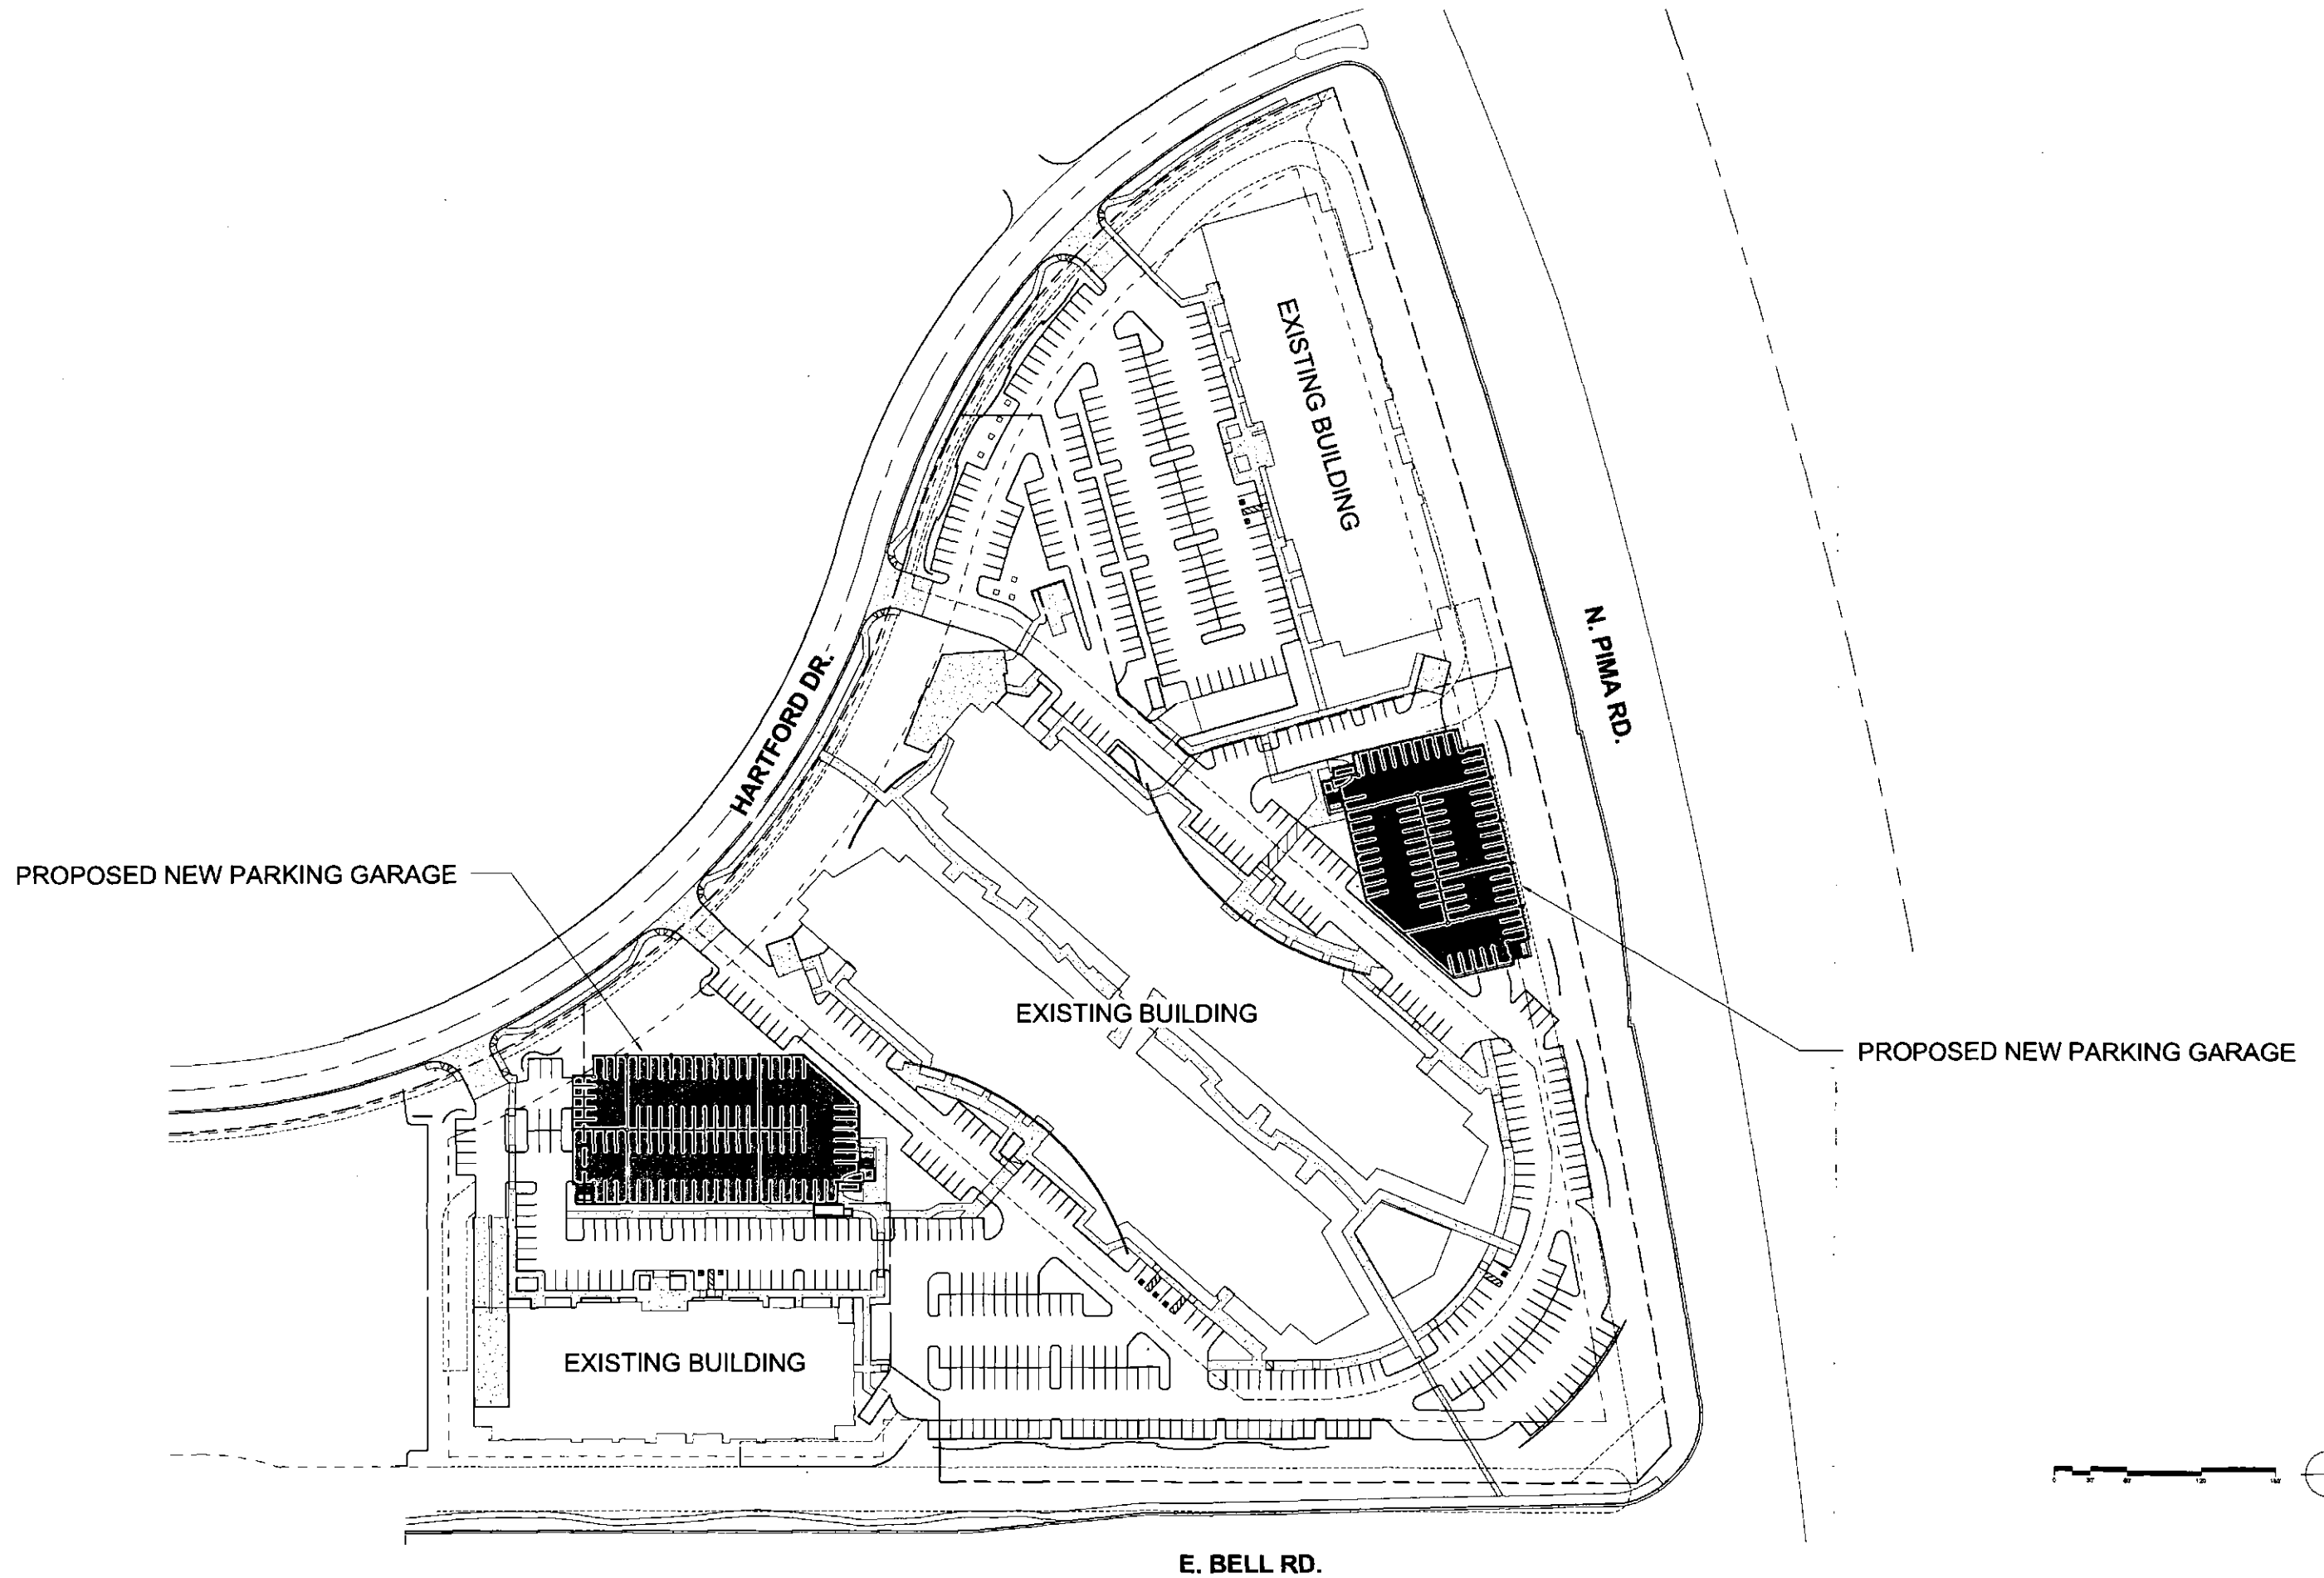 EXISTING BUILDING
N. PIMA RD.
HARTFORD DR.
PROPOSED NEW PARKING GARAGE
EXISTING BUILDING
PROPOSED NEW PARKING GARAGE
EXISTING BUILDING
E. BELL RD.